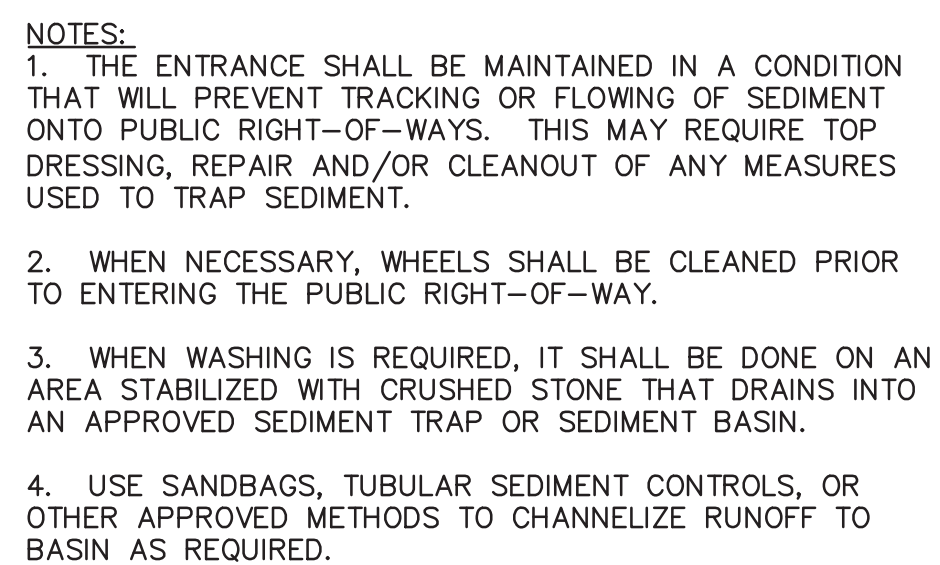 NOTES:
1. THE ENTRANCE SHALL BE MAINTAINED IN A CONDITION
THAT WILL PREVENT TRACKING OR FLOWING OF SEDIMENT
ONTO PUBLIC RIGHT-OF-WAYS. THIS MAY REQUIRE TOP
DRESSING, REPAIR AND/OR CLEANOUT OF ANY MEASURES
USED TO TRAP SEDIMENT.

2. WHEN NECESSARY, WHEELS SHALL BE CLEANED PRIOR
TO ENTERING THE PUBLIC RIGHT-OF-WAY.

3. WHEN WASHING IS REQUIRED, IT SHALL BE DONE ON AN
AREA STABILIZED WITH CRUSHED STONE THAT DRAINS INTO
AN APPROVED SEDIMENT TRAP OR SEDIMENT BASIN.

4. USE SANDBAGS, TUBULAR SEDIMENT CONTROLS, OR
OTHER APPROVED METHODS TO CHANNELIZE RUNOFF TO
BASIN AS REQUIRED.